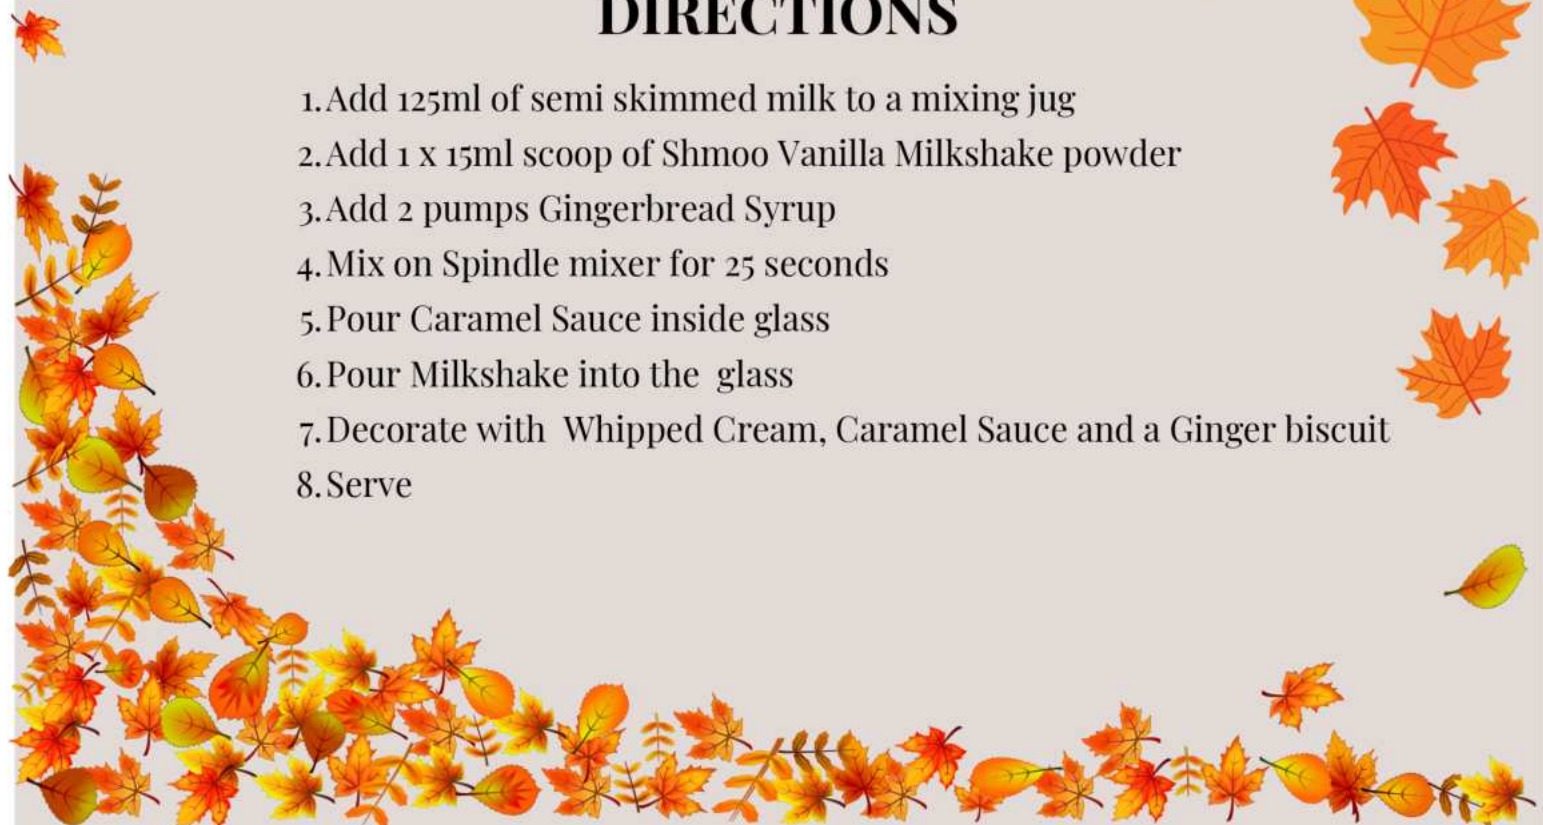 DIRECTIONS
1.Add 125ml of semi skimmed milk to a mixing jug
2.Add 1 x 15ml scoop of Shmoo Vanilla Milkshake powder
3.Add 2 pumps Gingerbread Syrup
4.Mix on Spindle mixer for 25 seconds
5.Pour Caramel Sauce inside glass
6.Pour Milkshake into the  glass
7.Decorate with  Whipped Cream, Caramel Sauce and a Ginger biscuit
8.Serve